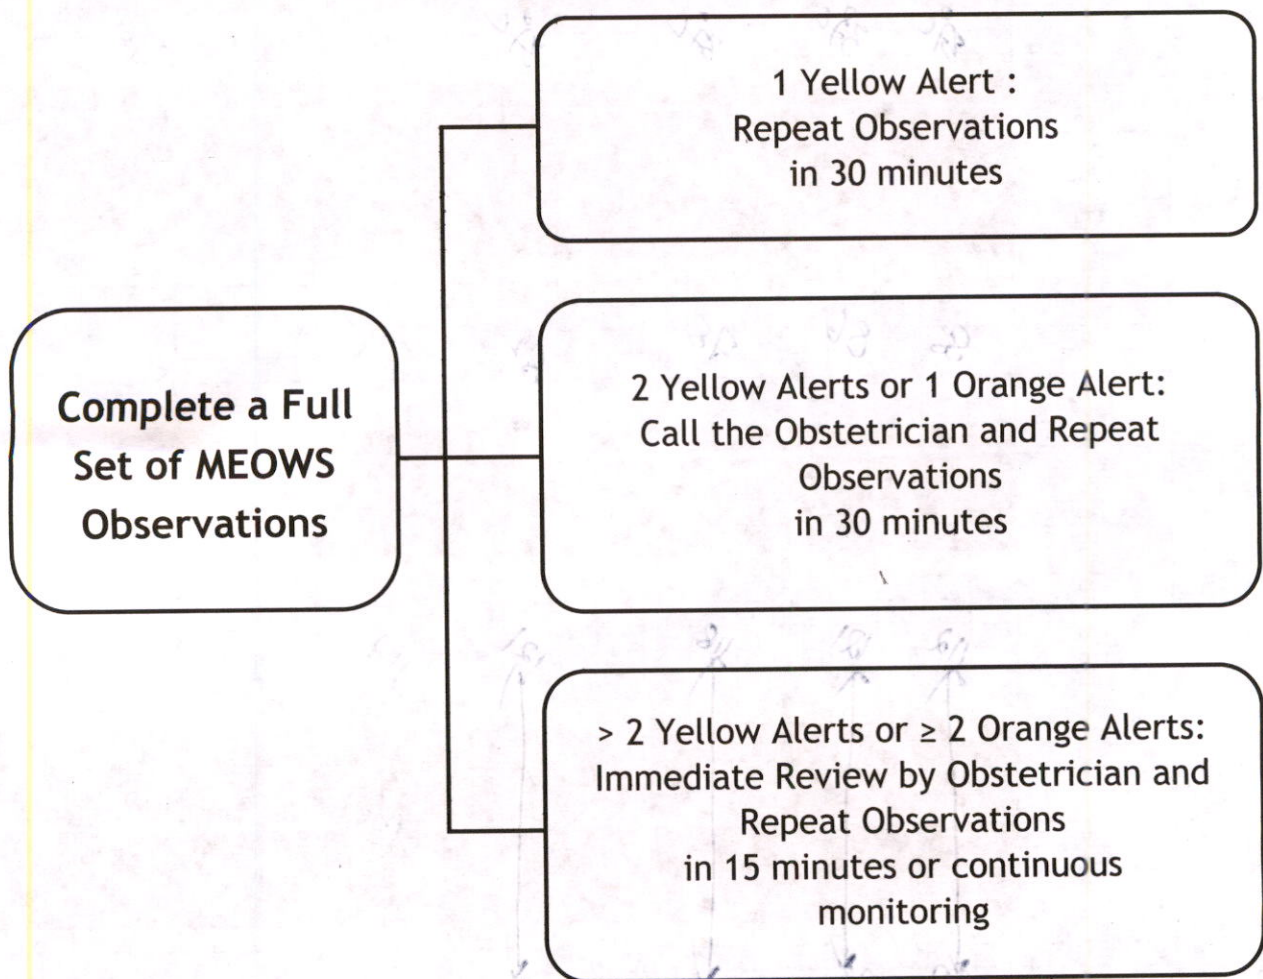 1 Yellow Alert :
Repeat Observations
in 30 minutes
Complete a Full
Set of MEOWS
Observations
2 Yellow Alerts or 1 Orange Alert:
Call the Obstetrician and Repeat
Observations
in 30 minutes
> 2 Yellow Alerts or ≥ 2 Orange Alerts:
Immediate Review by Obstetrician and
Repeat Observations
in 15 minutes or continuous
monitoring